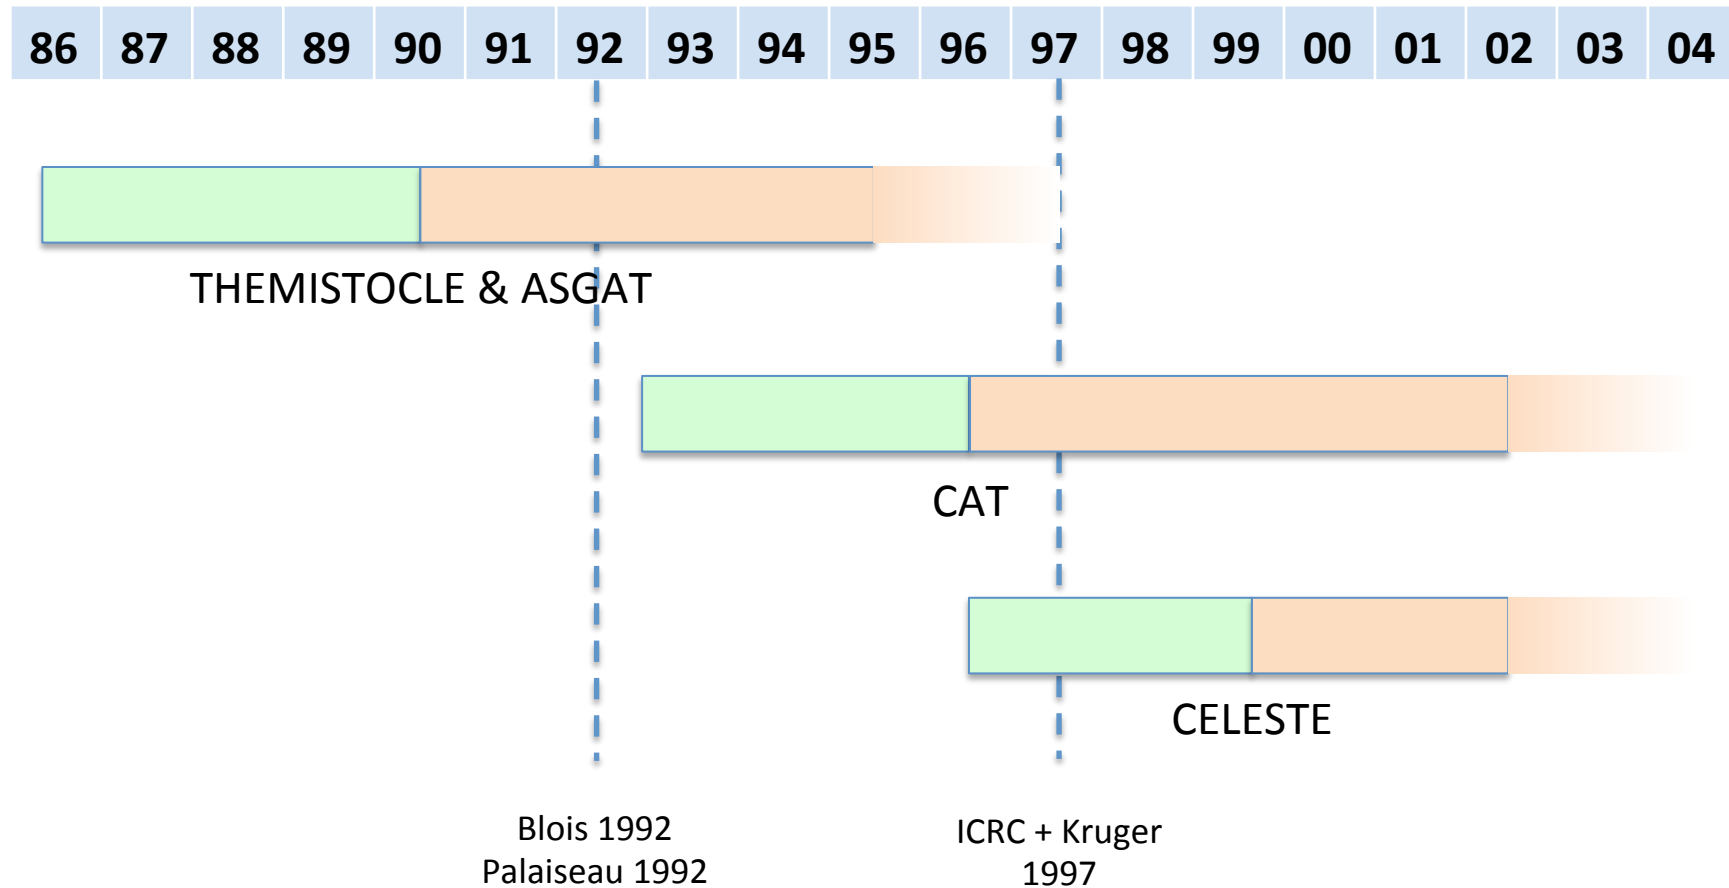 86 87 88 89 90 91 92 93 94 95 96 97 98 99 00 01 02 03 04
THEMISTOCLE & ASGAT
CAT
CELESTE
Blois 1992
Palaiseau 1992
ICRC + Kruger
1997